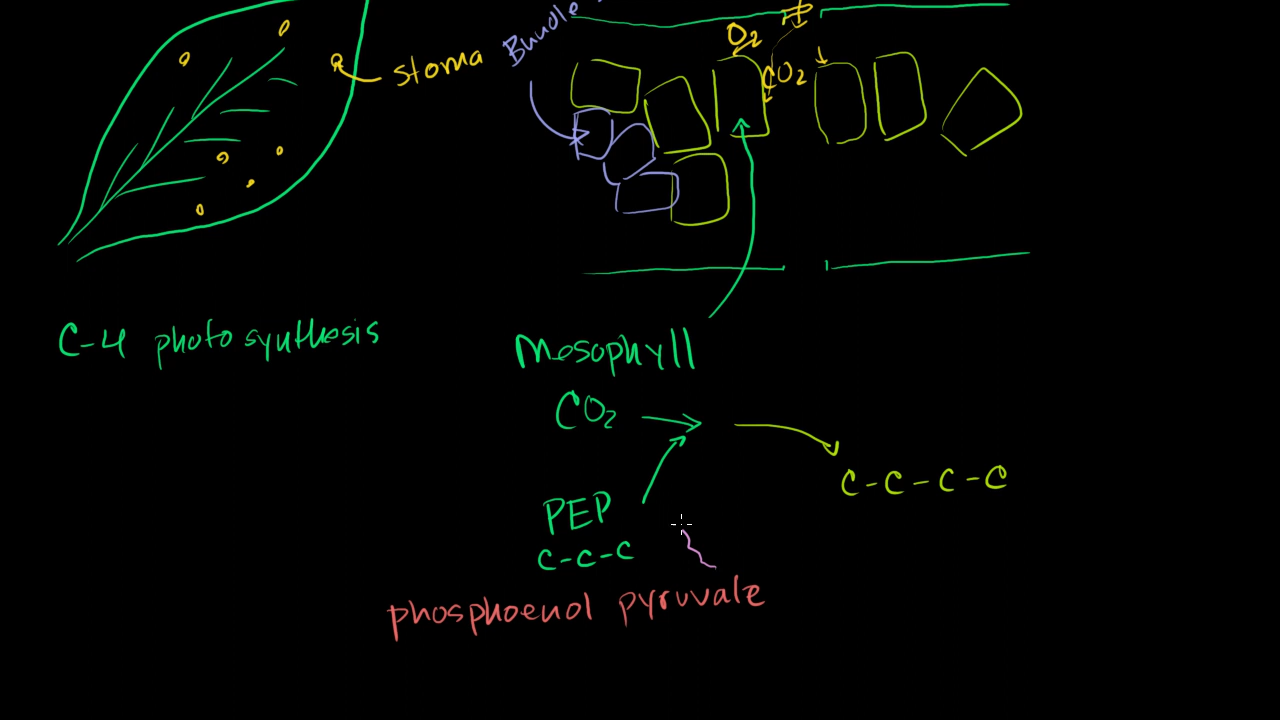 Bundle
O2
stoma
CO2
C-4 photosynthesis
Mesophyll
CO2
C-C-C-C
PEP
C-C-C
phosphoenol pyruvate